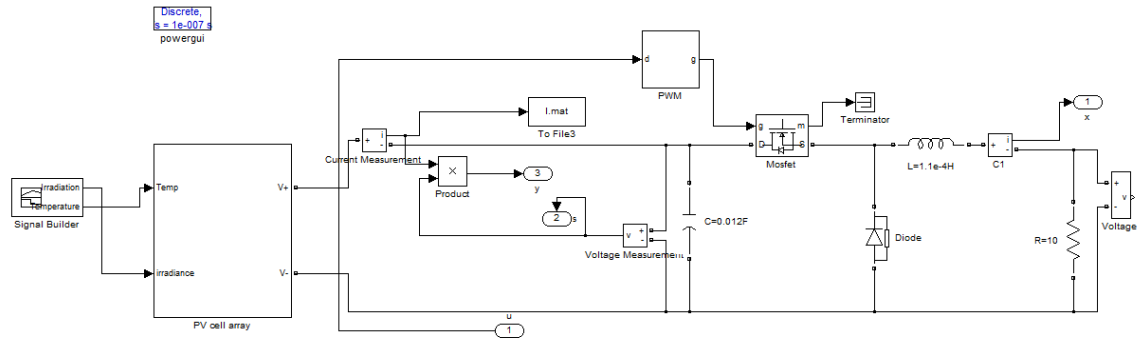 Discrete,
s = 1e-007 s
powergui
Irradiation
Temperature
Signal Builder
Temp
irradiance
V+
V-
PV cell array
+
i
-
Current Measurement
I.mat
To File3
×
Product
3
y
2
s
v
+
-
Voltage Measurement
u
1
d
g
PWM
C=0.012F
g
m
D
S
Mosfet
Terminator
Diode
L=1.1e-4H
+
i
-
C1
1
x
R=10
+
v
-
Voltage